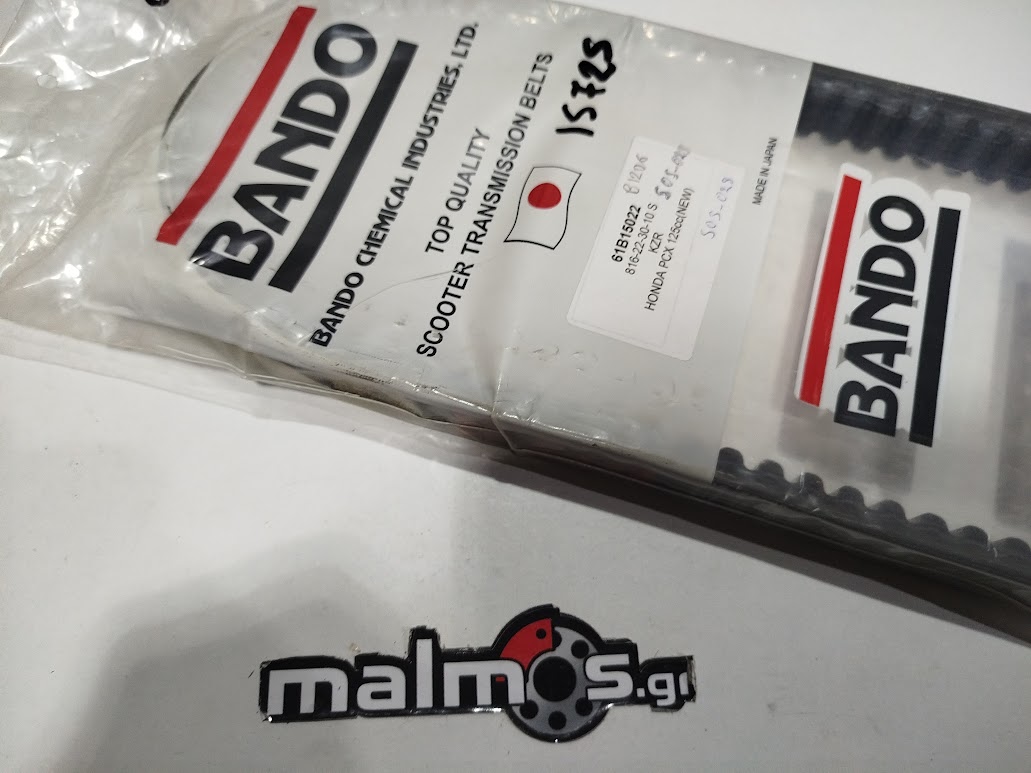 BANDO
BANDO CHEMICAL INDUSTRIES, LTD.
TOP QUALITY
SCOOTER TRANSMISSION BELTS
15725
61B15022 B1206
816-22-30-10 S
KZR
HONDA PCX 125cc(NEW)
MADE IN JAPAN
BANDO
malmos.gr